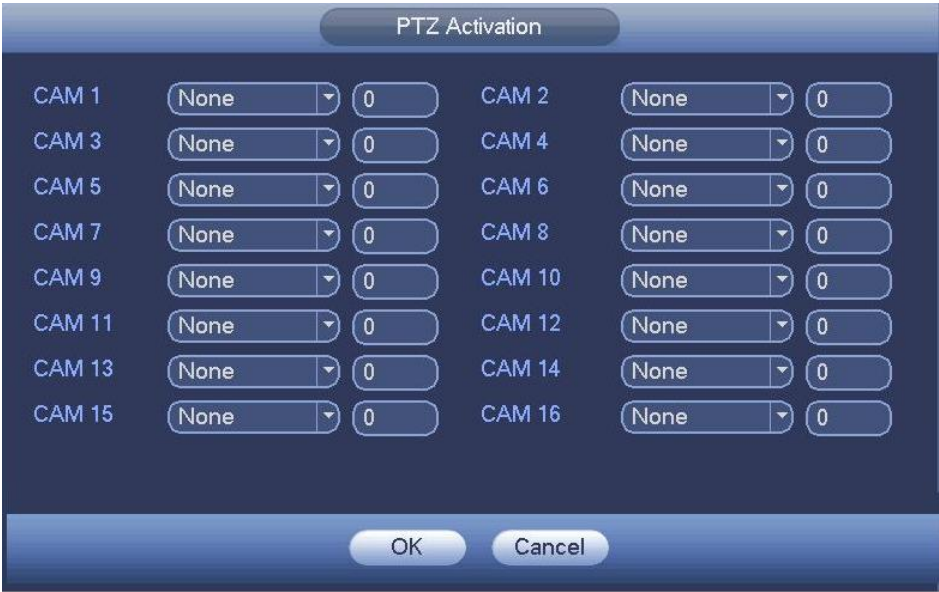 PTZ Activation
CAM 1 None 0 CAM 2 None 0
CAM 3 None 0 CAM 4 None 0
CAM 5 None 0 CAM 6 None 0
CAM 7 None 0 CAM 8 None 0
CAM 9 None 0 CAM 10 None 0
CAM 11 None 0 CAM 12 None 0
CAM 13 None 0 CAM 14 None 0
CAM 15 None 0 CAM 16 None 0
OK Cancel